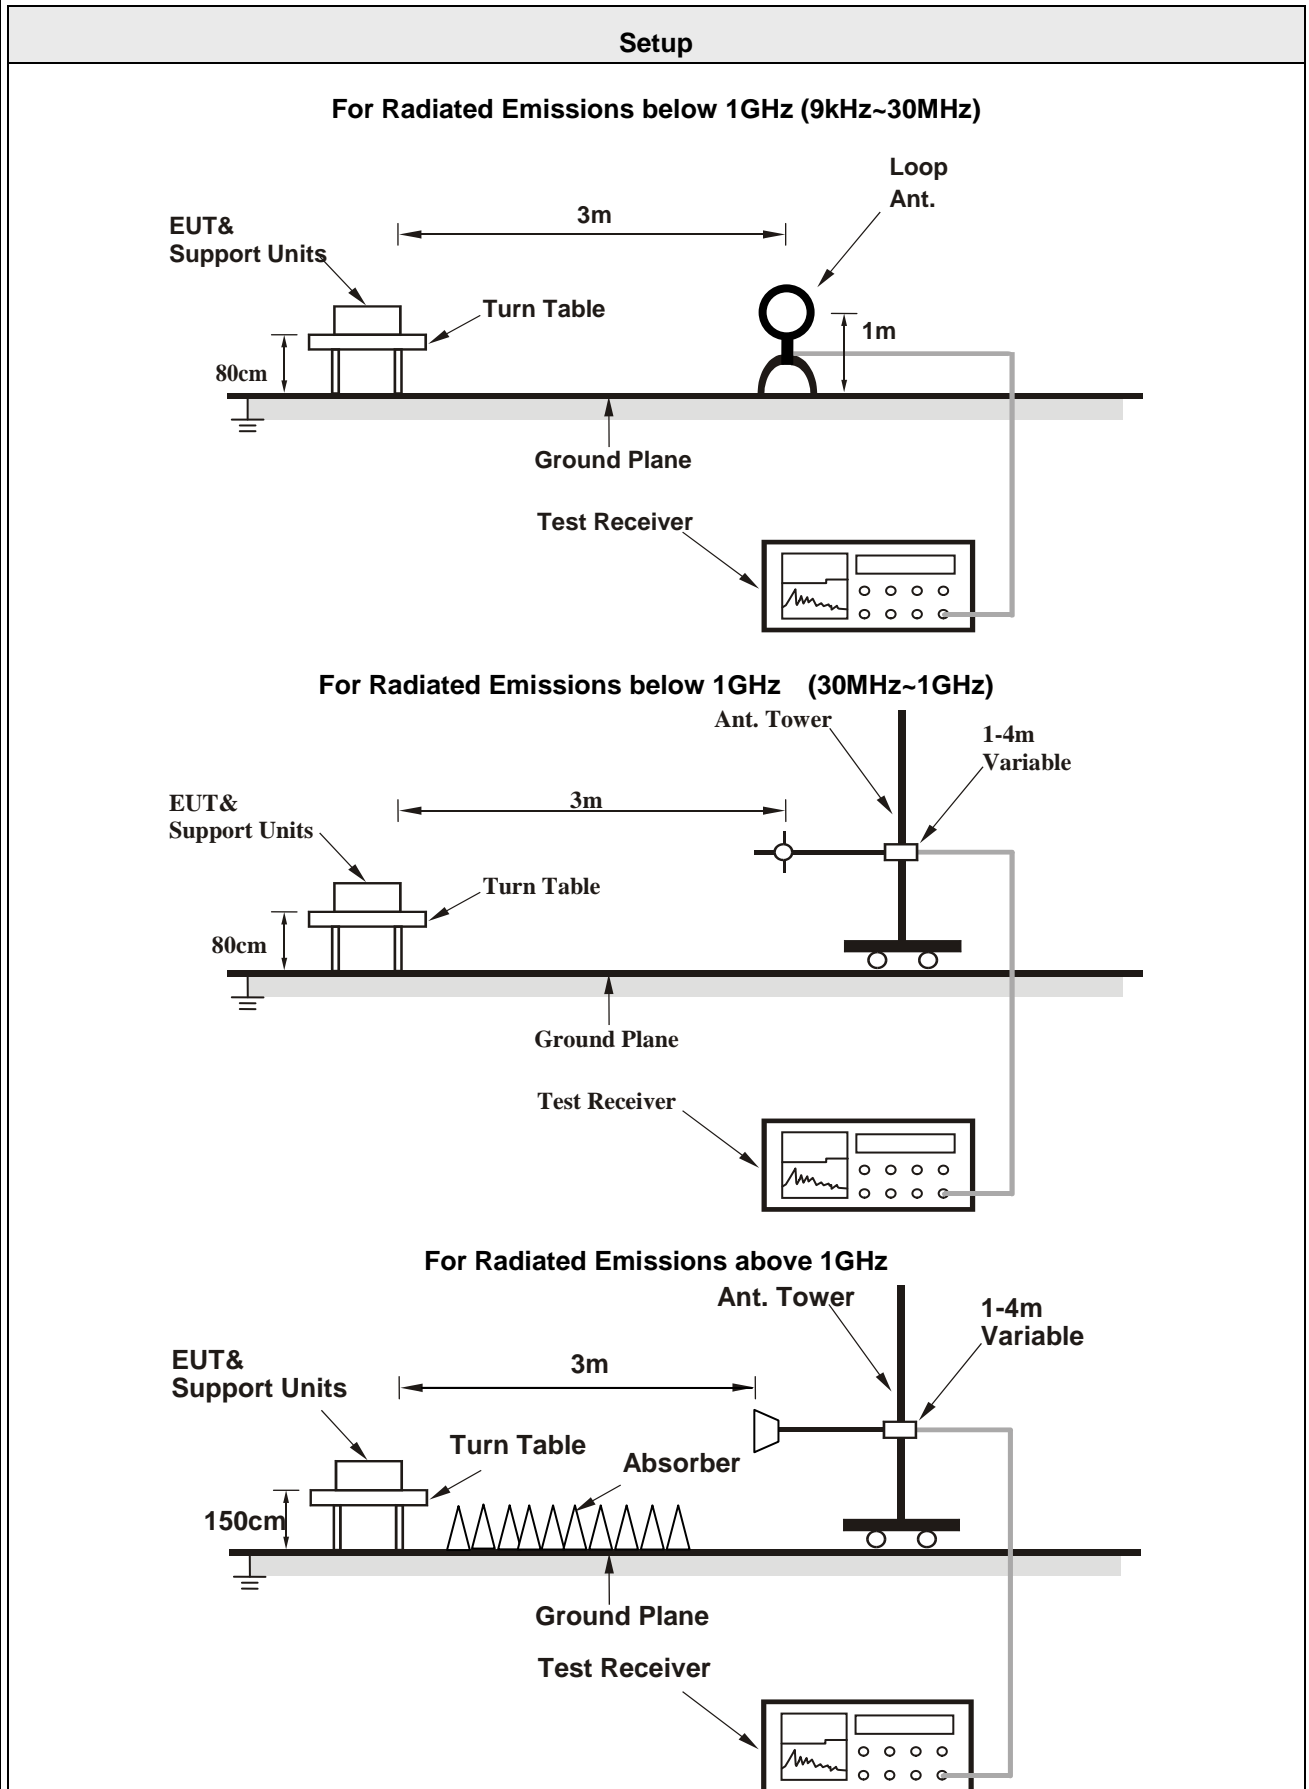 Setup
For Radiated Emissions below 1GHz (9kHz~30MHz)
Loop
Ant.
3m
EUT&
Support Units
Turn Table
1m
80cm
Ground Plane
Test Receiver
For Radiated Emissions below 1GHz (30MHz~1GHz)
Ant. Tower
1-4m
Variable
3m
EUT&
Support Units
Turn Table
80cm
Ground Plane
Test Receiver
For Radiated Emissions above 1GHz
Ant. Tower
1-4m
Variable
3m
EUT&
Support Units
Turn Table
Absorber
150cm
Ground Plane
Test Receiver